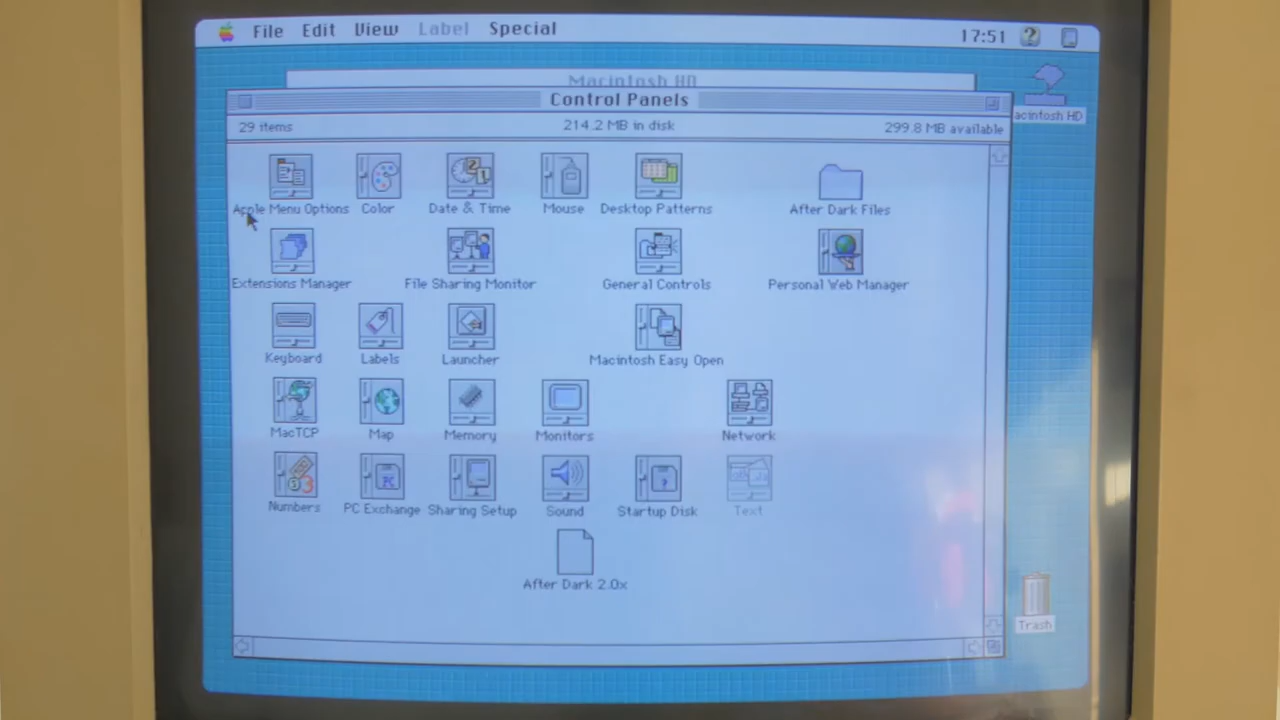 File Edit View Label Special 17:51
Macintosh HD
Control Panels
29 items 214.2 MB in disk 299.8 MB available
acintosh HD
Apple Menu Options Color Date & Time Mouse Desktop Patterns After Dark Files
Extensions Manager File Sharing Monitor General Controls Personal Web Manager
Keyboard Labels Launcher Macintosh Easy Open
MacTCP Map Memory Monitors Network
Numbers PC Exchange Sharing Setup Sound Startup Disk Text
After Dark 2.0x
Trash